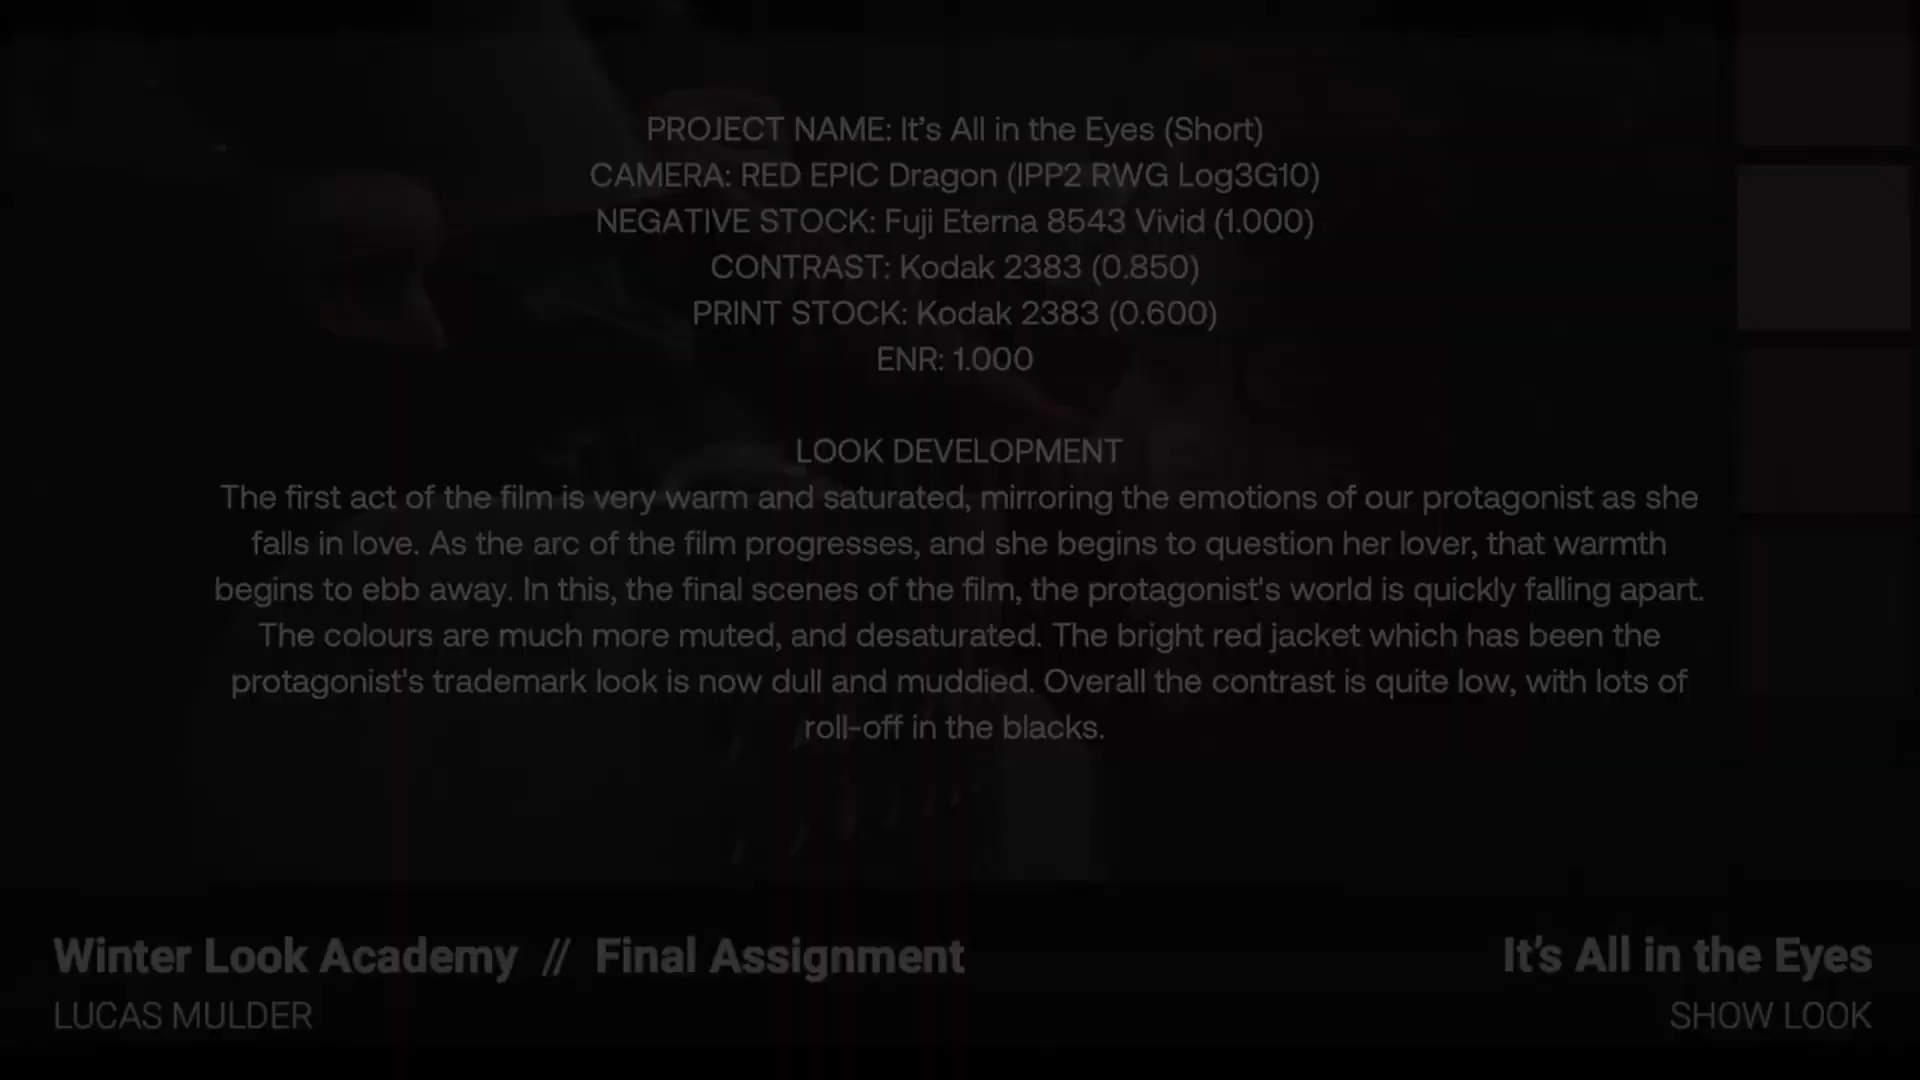 PROJECT NAME: It’s All in the Eyes (Short)
CAMERA: RED EPIC Dragon (IPP2 RWG Log3G10)
NEGATIVE STOCK: Fuji Eterna 8543 Vivid (1.000)
CONTRAST: Kodak 2383 (0.850)
PRINT STOCK: Kodak 2383 (0.600)
ENR: 1.000
LOOK DEVELOPMENT
The first act of the film is very warm and saturated, mirroring the emotions of our protagonist as she
falls in love. As the arc of the film progresses, and she begins to question her lover, that warmth
begins to ebb away. In this, the final scenes of the film, the protagonist's world is quickly falling apart.
The colours are much more muted, and desaturated. The bright red jacket which has been the
protagonist's trademark look is now dull and muddied. Overall the contrast is quite low, with lots of
roll-off in the blacks.
Winter Look Academy // Final Assignment
LUCAS MULDER
It’s All in the Eyes
SHOW LOOK